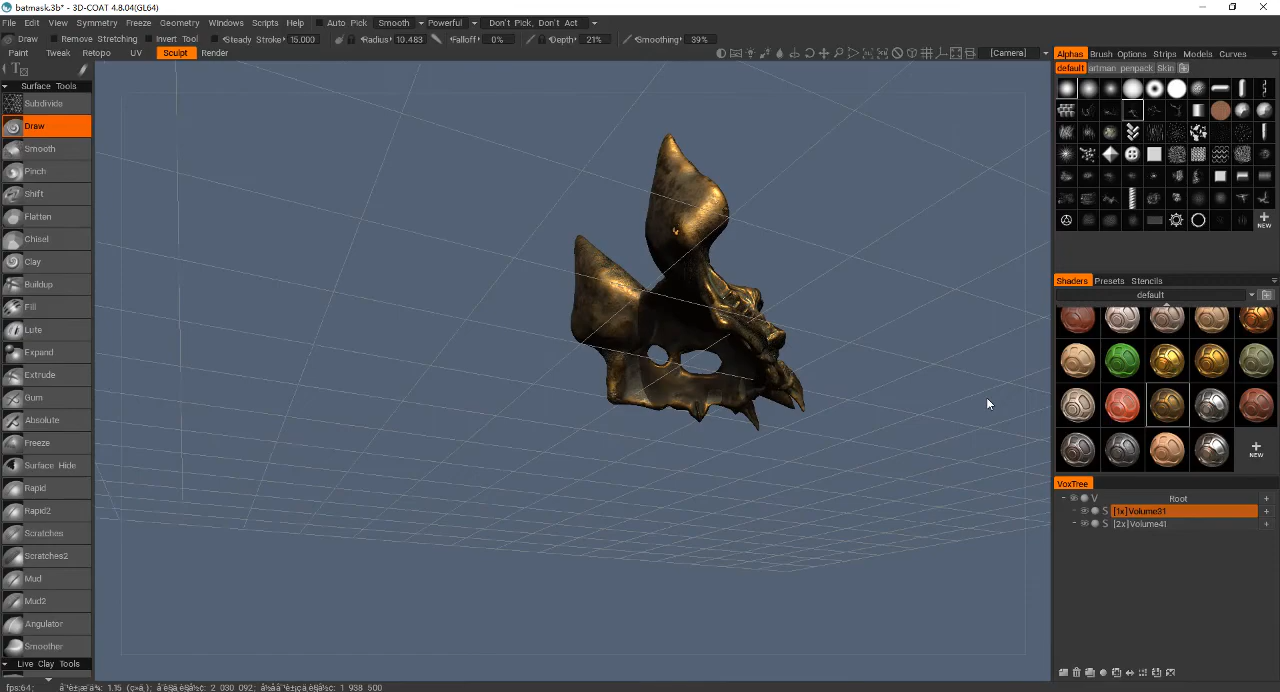 batmask.3b* - 3D-COAT 4.8.04(GL64)
File Edit View Symmetry Freeze Geometry Windows Scripts Help Auto Pick Smooth Powerful Don't Pick, Don't Act
Draw Remove Stretching Invert Tool Steady Stroke 15.000 Radius 10.483 Falloff 0% Depth 21% Smoothing 39%
Paint Tweak Retopo UV Sculpt Render [Camera]
Alphas Brush Options Strips Models Curves
default artman penpack Skin
Surface Tools
Subdivide
Draw
Smooth
Pinch
Shift
Flatten
Chisel
Clay
Buildup
Fill
Lute
Expand
Extrude
Gum
Absolute
Freeze
Surface Hide
Rapid
Rapid2
Scratches
Scratches2
Mud
Mud2
Angulator
Smoother
Live Clay Tools
NEW
Shaders Presets Stencils
default
NEW
VoxTree
V Root +
S [1x]Volume31 +
S [2x]Volume41
fps:64;